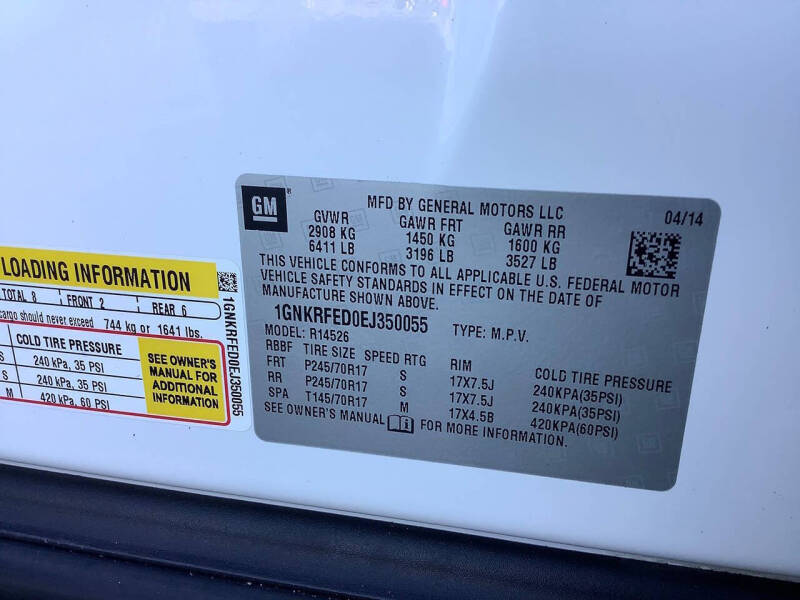 GM ®
MFD BY GENERAL MOTORS LLC 04/14
GVWR GAWR FRT GAWR RR
2908 KG 1450 KG 1600 KG
6411 LB 3196 LB 3527 LB
THIS VEHICLE CONFORMS TO ALL APPLICABLE U.S. FEDERAL MOTOR
VEHICLE SAFETY STANDARDS IN EFFECT ON THE DATE OF
MANUFACTURE SHOWN ABOVE.
1GNKRFED0EJ350055 TYPE: M.P.V.
MODEL: R14526
RBBF TIRE SIZE SPEED RTG RIM COLD TIRE PRESSURE
FRT P245/70R17 S 17X7.5J 240KPA(35PSI)
RR P245/70R17 S 17X7.5J 240KPA(35PSI)
SPA T145/70R17 M 17X4.5B 420KPA(60PSI)
SEE OWNER'S MANUAL FOR MORE INFORMATION.
LOADING INFORMATION
TOTAL 8 FRONT 2 REAR 6
cargo should never exceed 744 kg or 1641 lbs.
COLD TIRE PRESSURE
S 240 kPa, 35 PSI
S 240 kPa, 35 PSI
M 420 kPa, 60 PSI
SEE OWNER'S
MANUAL FOR
ADDITIONAL
INFORMATION
1GNKRFED0EJ350055